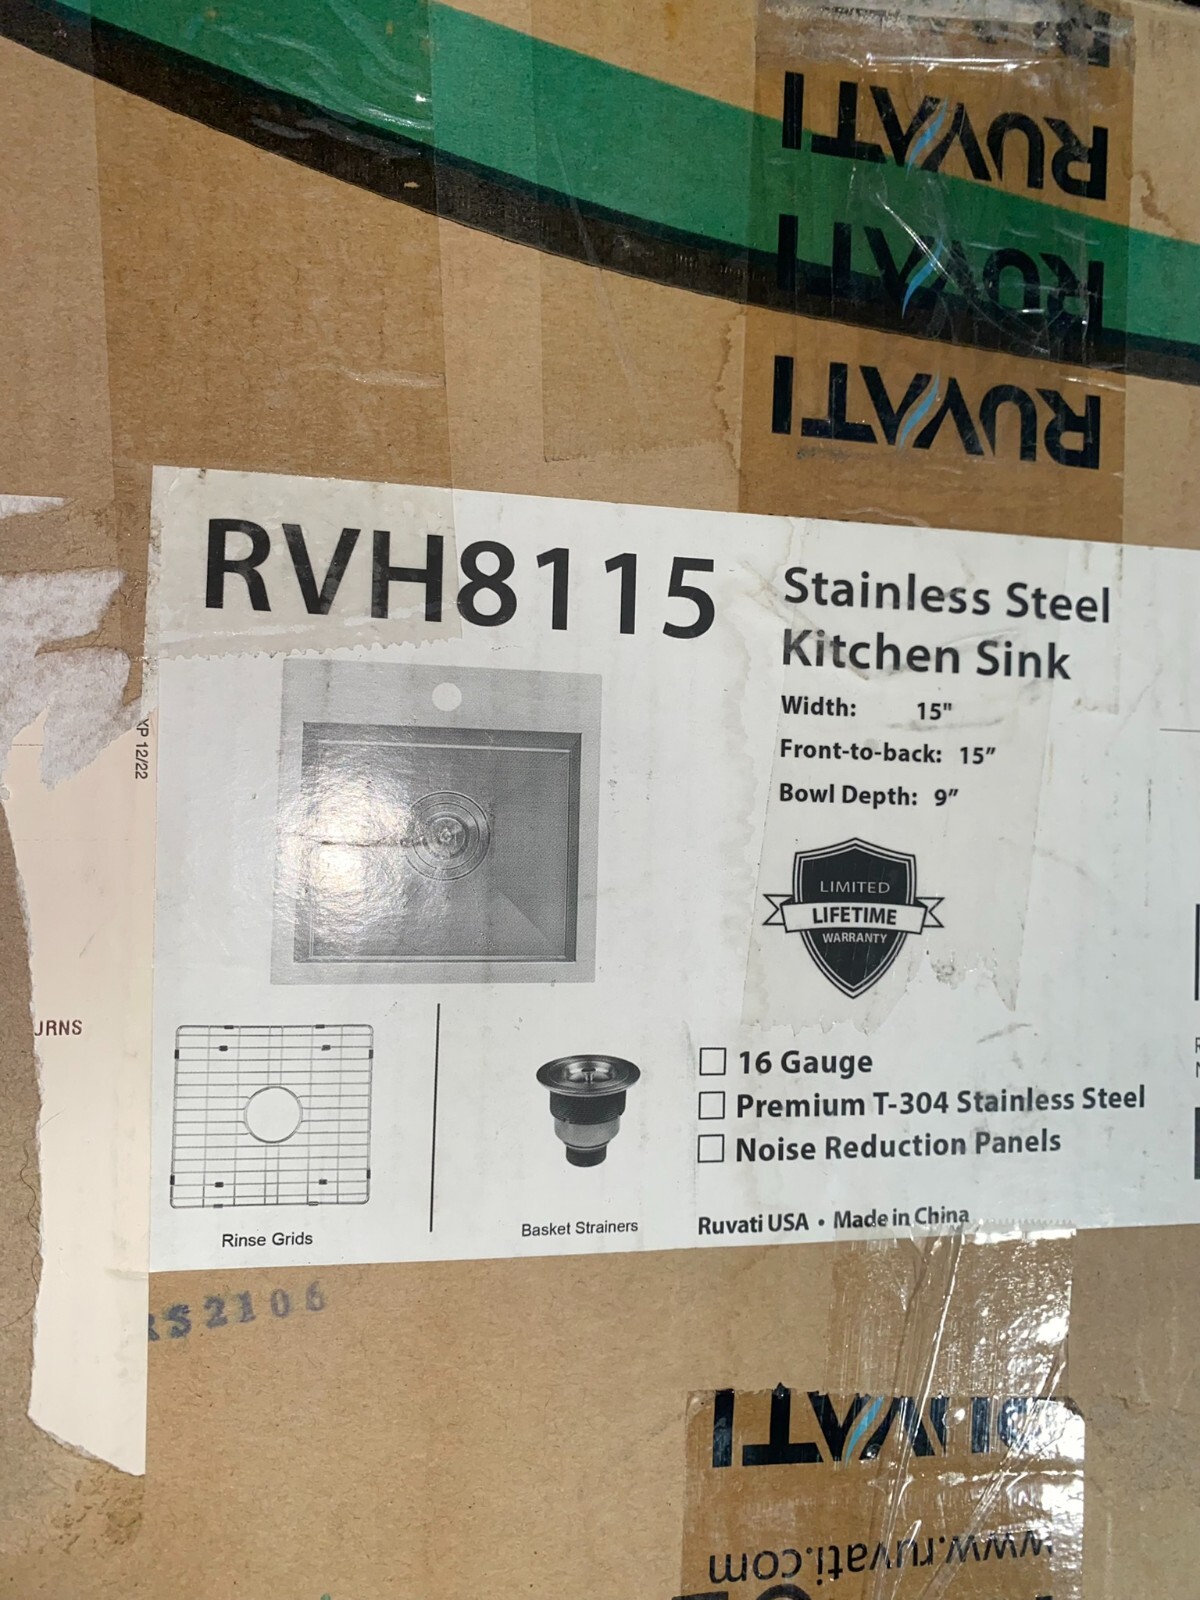 RUVATI
RUVATI
RUVATI
RVH8115
Stainless Steel
Kitchen Sink
Width: 15"
Front-to-back: 15”
Bowl Depth: 9”
XP 12/22
LIMITED
LIFETIME
WARRANTY
URNS
16 Gauge
Premium T-304 Stainless Steel
Noise Reduction Panels
Rinse Grids
Basket Strainers
Ruvati USA • Made in China
RS2106
RUVATI
www.ruvati.com